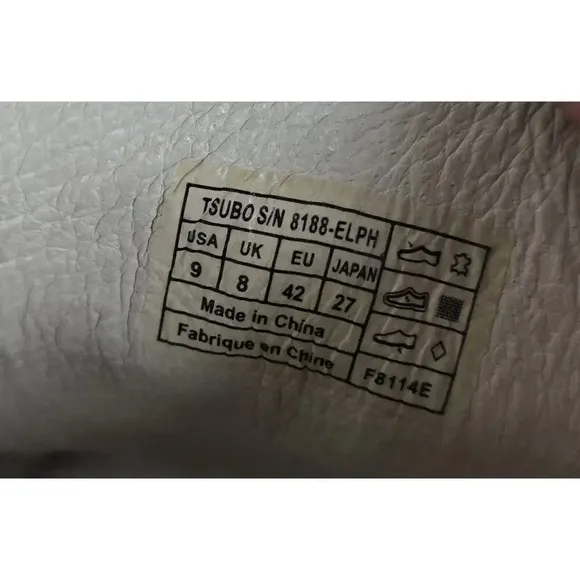 TSUBO S/N 8188-ELPH
USA UK EU JAPAN
9 8 42 27
Made in China
Fabrique en Chine
F8114E